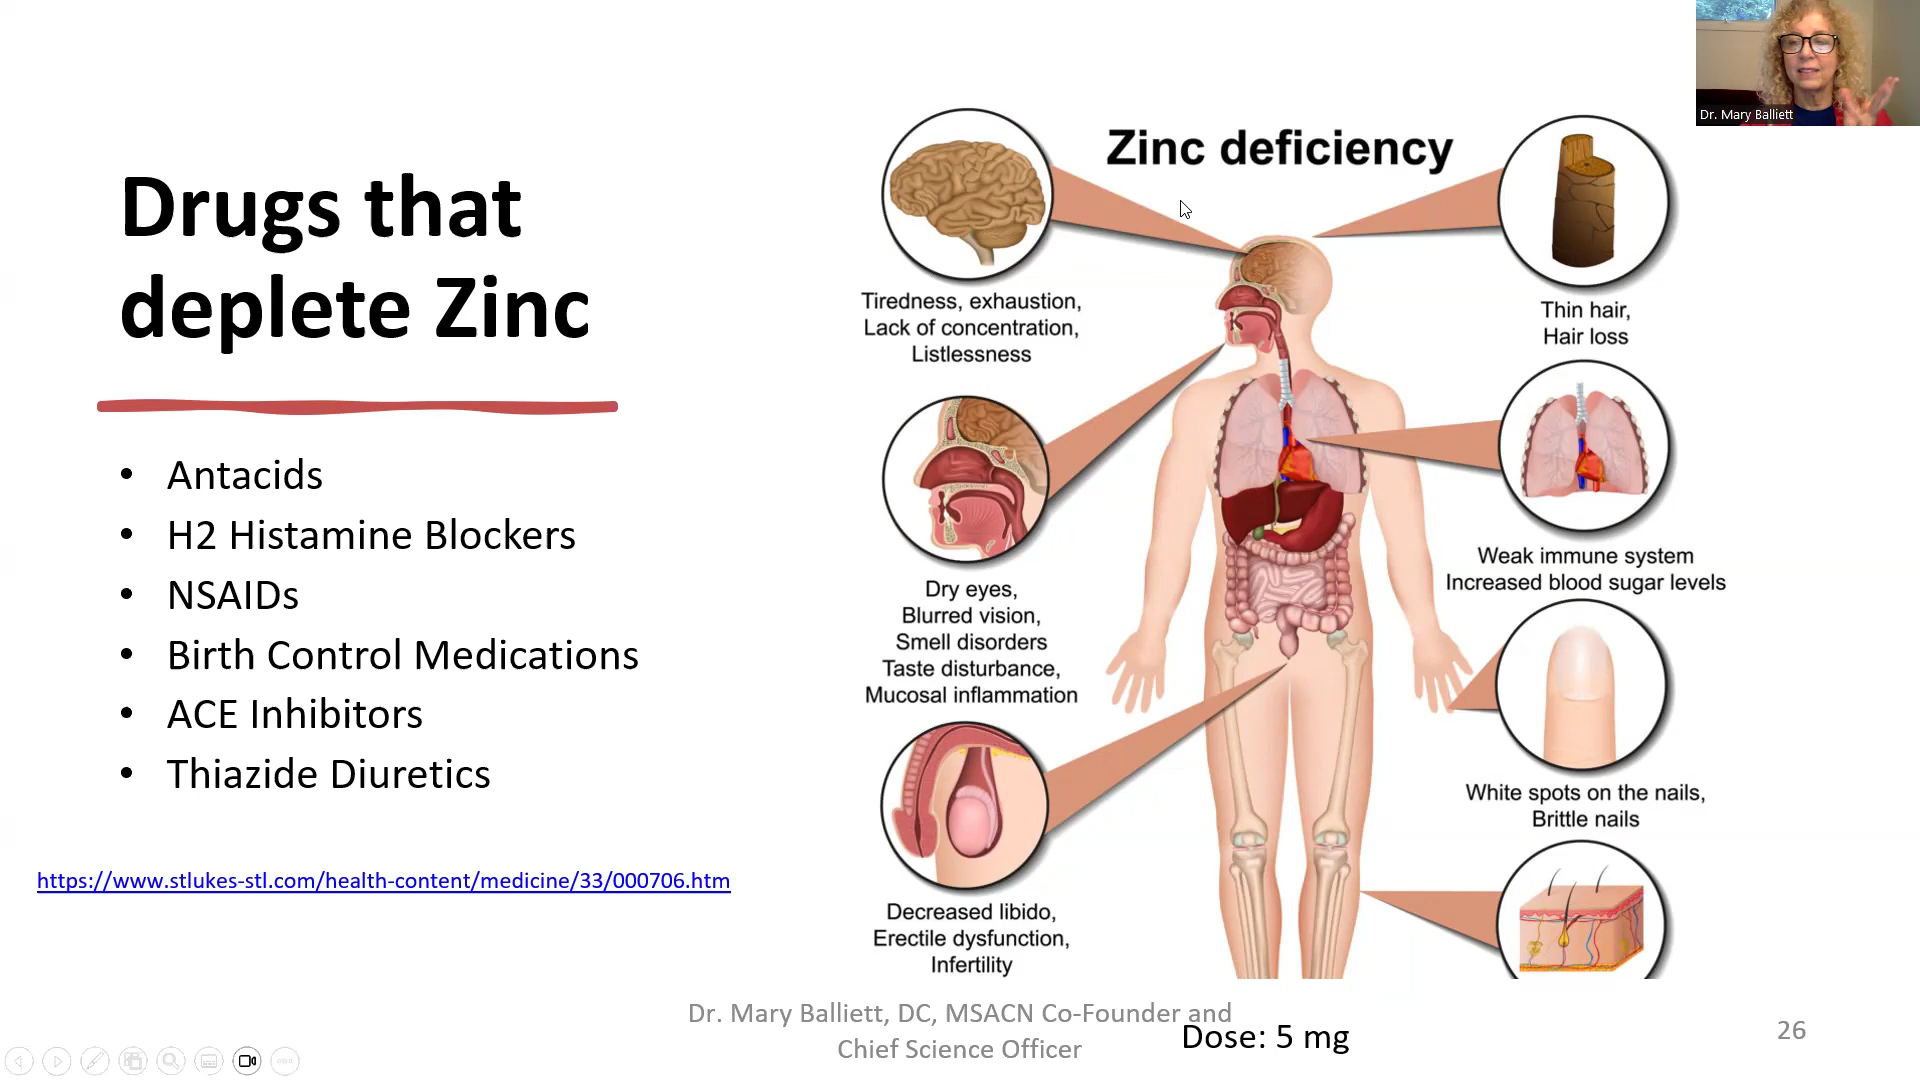 Dr. Mary Balliett
Drugs that
deplete Zinc
• Antacids
• H2 Histamine Blockers
• NSAIDs
• Birth Control Medications
• ACE Inhibitors
• Thiazide Diuretics
https://www.stlukes-stl.com/health-content/medicine/33/000706.htm
Zinc deficiency
Tiredness, exhaustion,
Lack of concentration,
Listlessness
Dry eyes,
Blurred vision,
Smell disorders
Taste disturbance,
Mucosal inflammation
Decreased libido,
Erectile dysfunction,
Infertility
Thin hair,
Hair loss
Weak immune system
Increased blood sugar levels
White spots on the nails,
Brittle nails
Dr. Mary Balliett, DC, MSACN Co-Founder and
Chief Science Officer
Dose: 5 mg
26